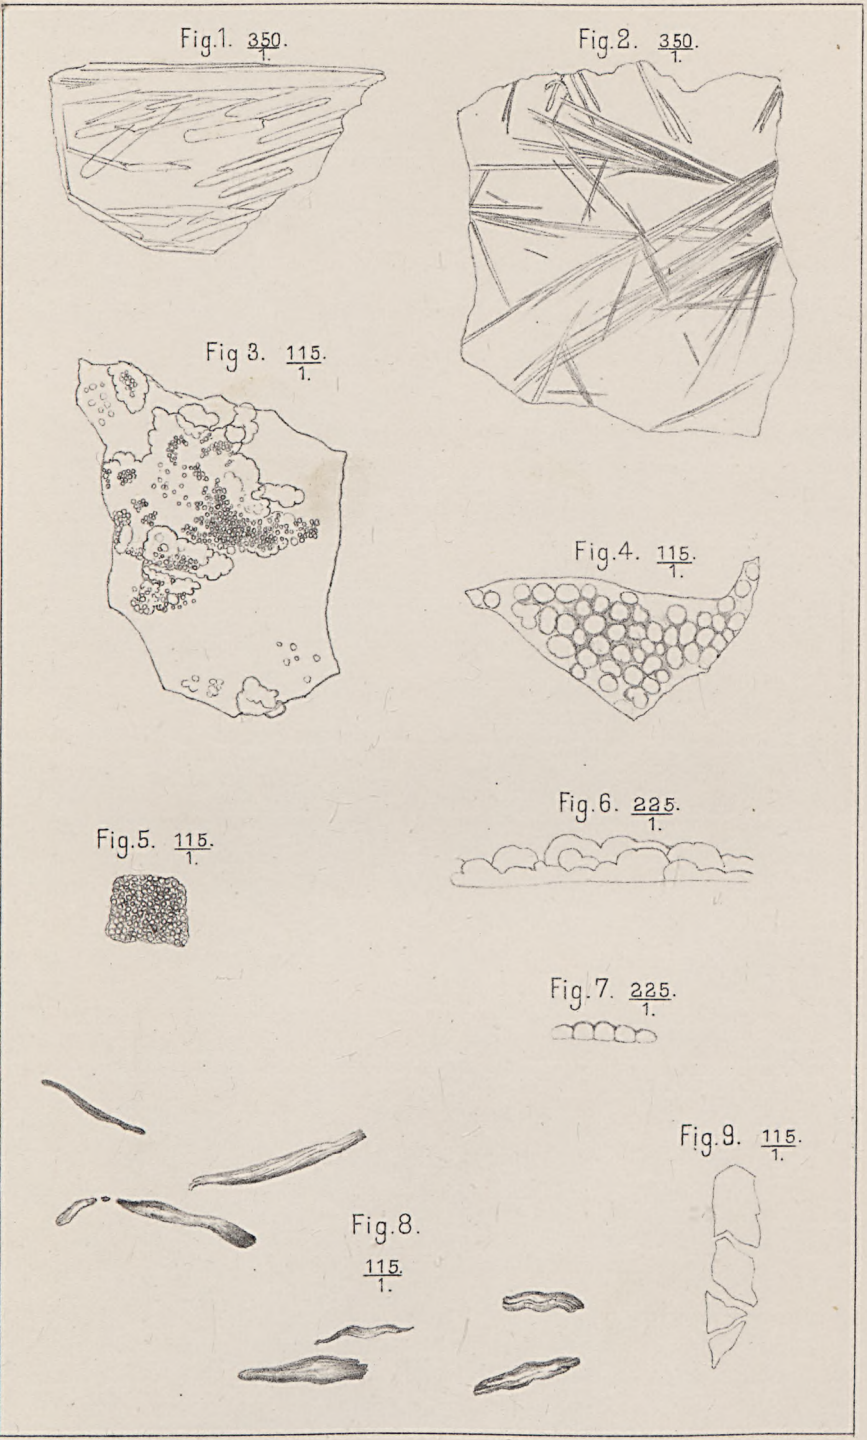 Fig.1. 350.
1.
Fig.2. 350.
1.
Fig 3. 115.
1.
Fig.4. 115.
1.
Fig.5. 115.
1.
Fig.6. 225.
1.
Fig.7. 225.
1.
Fig.8.
115.
1.
Fig.9. 115.
1.